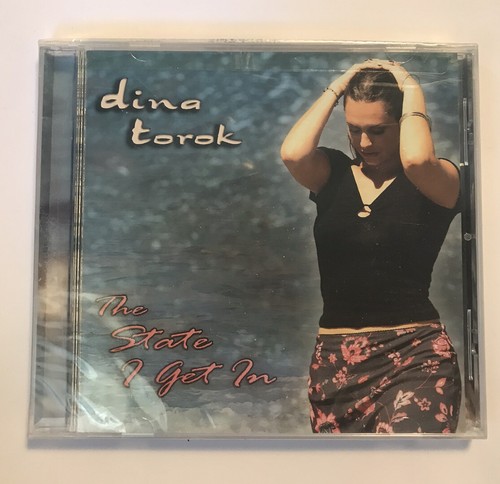 dina
torok
The
State
I Get In